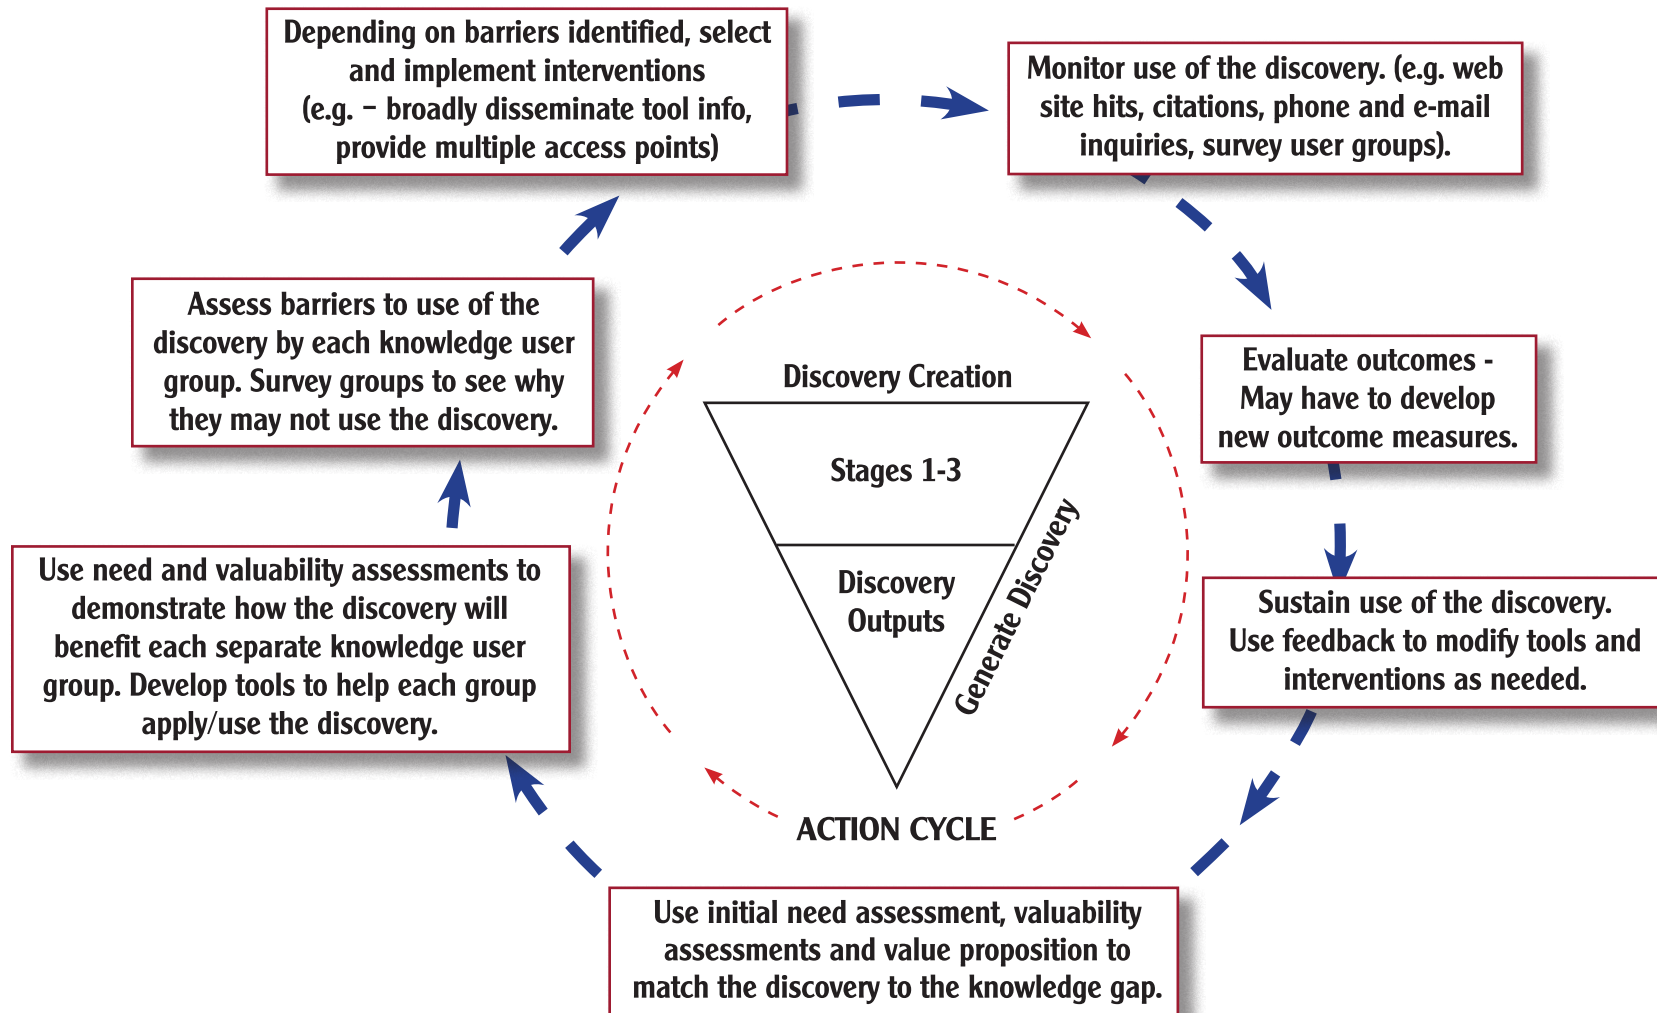 Depending on barriers identified, select
and implement interventions
(e.g. – broadly disseminate tool info,
provide multiple access points)
Monitor use of the discovery. (e.g. web
site hits, citations, phone and e-mail
inquiries, survey user groups).
Assess barriers to use of the
discovery by each knowledge user
group. Survey groups to see why
they may not use the discovery.
Evaluate outcomes -
May have to develop
new outcome measures.
Discovery Creation
Stages 1-3
Discovery
Outputs
Generate Discovery
Use need and valuability assessments to
demonstrate how the discovery will
benefit each separate knowledge user
group. Develop tools to help each group
apply/use the discovery.
Sustain use of the discovery.
Use feedback to modify tools and
interventions as needed.
ACTION CYCLE
Use initial need assessment, valuability
assessments and value proposition to
match the discovery to the knowledge gap.